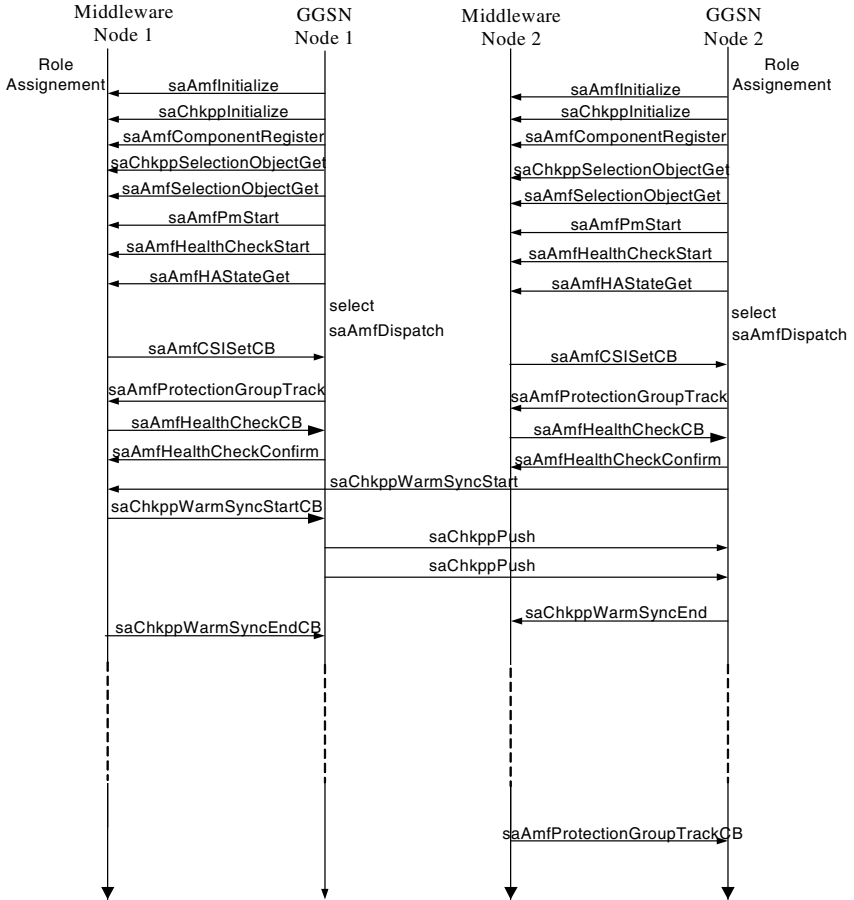 Middleware
Node 1
GGSN
Node 1
Middleware
Node 2
GGSN
Node 2
Role
Assignement
Role
Assignement
saAmfInitialize
saAmfInitialize
saChkppInitialize
saChkppInitialize
saAmfComponentRegister
saAmfComponentRegister
saChkppSelectionObjectGet
saChkppSelectionObjectGet
saAmfSelectionObjectGet
saAmfSelectionObjectGet
saAmfPmStart
saAmfPmStart
saAmfHealthCheckStart
saAmfHealthCheckStart
saAmfHAStateGet
saAmfHAStateGet
select
saAmfDispatch
select
saAmfDispatch
saAmfCSISetCB
saAmfCSISetCB
saAmfProtectionGroupTrack
saAmfProtectionGroupTrack
saAmfHealthCheckCB
saAmfHealthCheckCB
saAmfHealthCheckConfirm
saAmfHealthCheckConfirm
saChkppWarmSyncStart
saChkppWarmSyncStartCB
saChkppPush
saChkppPush
saChkppWarmSyncEnd
saChkppWarmSyncEndCB
saAmfProtectionGroupTrackCB